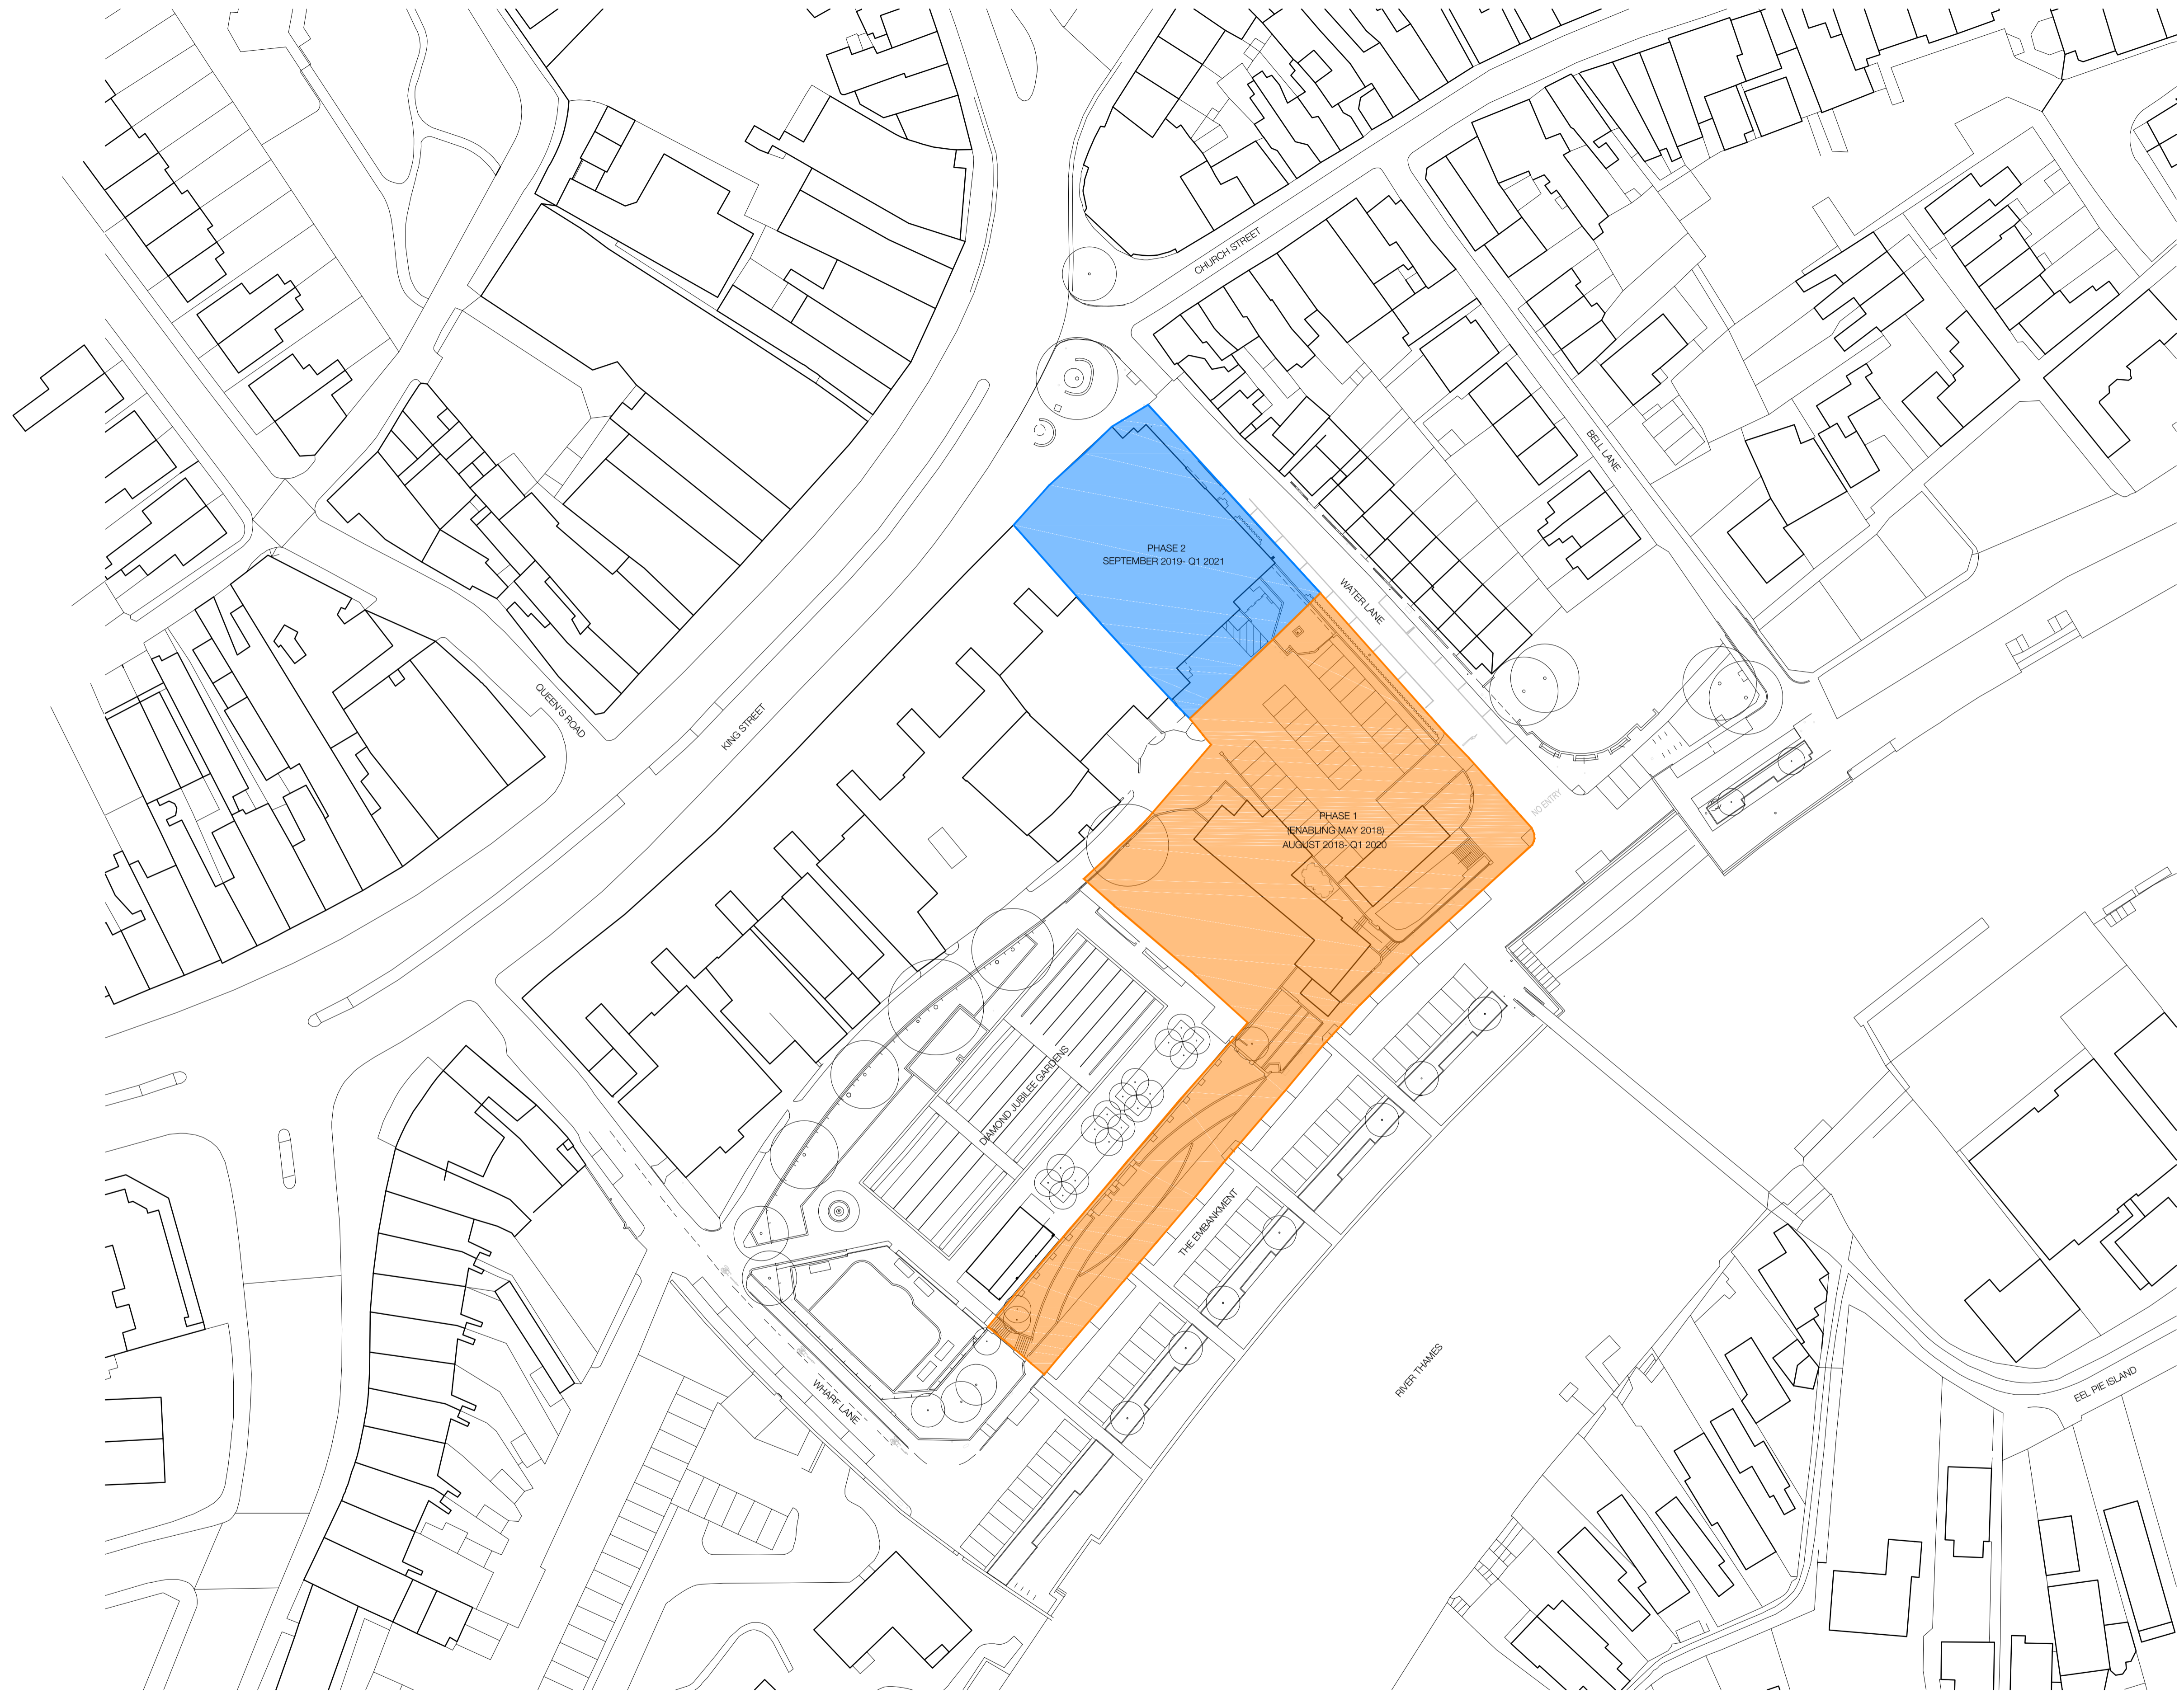 CHURCH STREET
BELL LANE
PHASE 2
SEPTEMBER 2019- Q1 2021
WATER LANE
QUEEN'S ROAD
KING STREET
NO ENTRY
PHASE 1
(ENABLING MAY 2018)
AUGUST 2018- Q1 2020
DIAMOND JUBILEE GARDENS
THE EMBANKMENT
RIVER THAMES
WHARF LANE
EEL PIE ISLAND